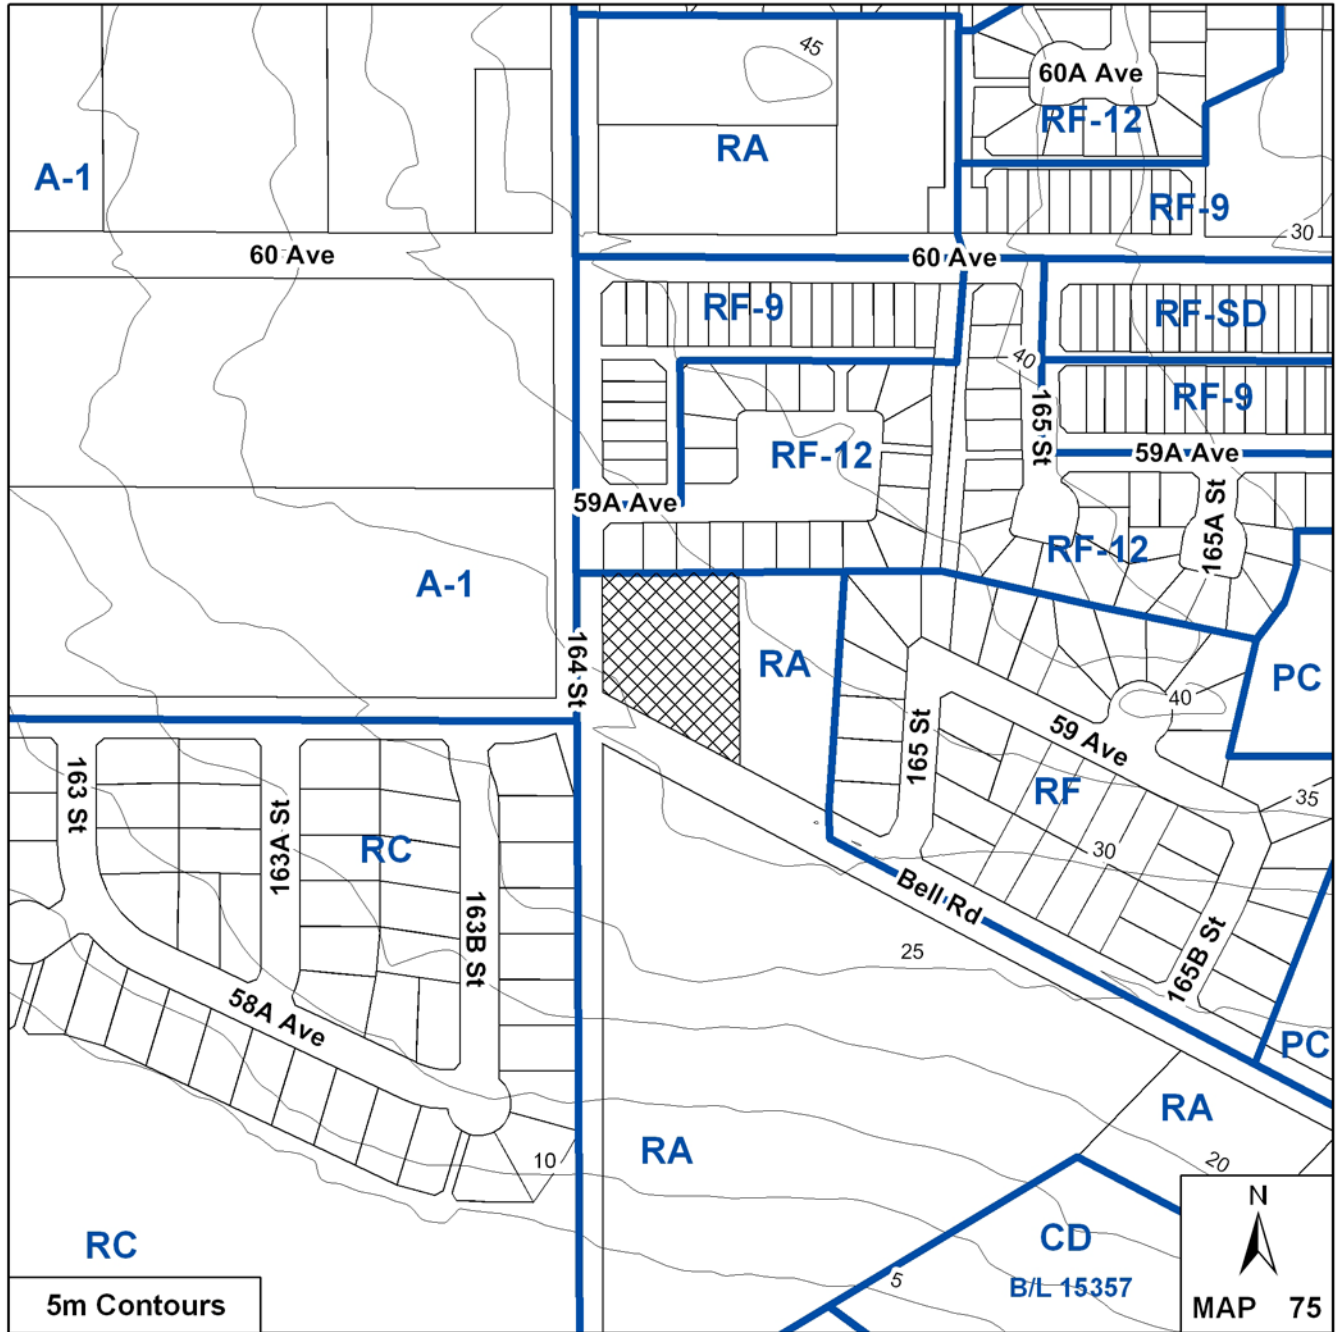 45
60A Ave
RF-12
RA
A-1
RF-9
30
60 Ave
60 Ave
RF-9
RF-SD
40
RF-9
165 St
RF-12
59A Ave
165A St
59A Ave
RF-12
A-1
164 St
RA
PC
40
165 St
59 Ave
163 St
RF
35
163A St
RC
30
Bell Rd
163B St
25
165B St
58A Ave
PC
RA
RA
10
20
N
RC
CD
5
B/L 15357
5m Contours
MAP 75